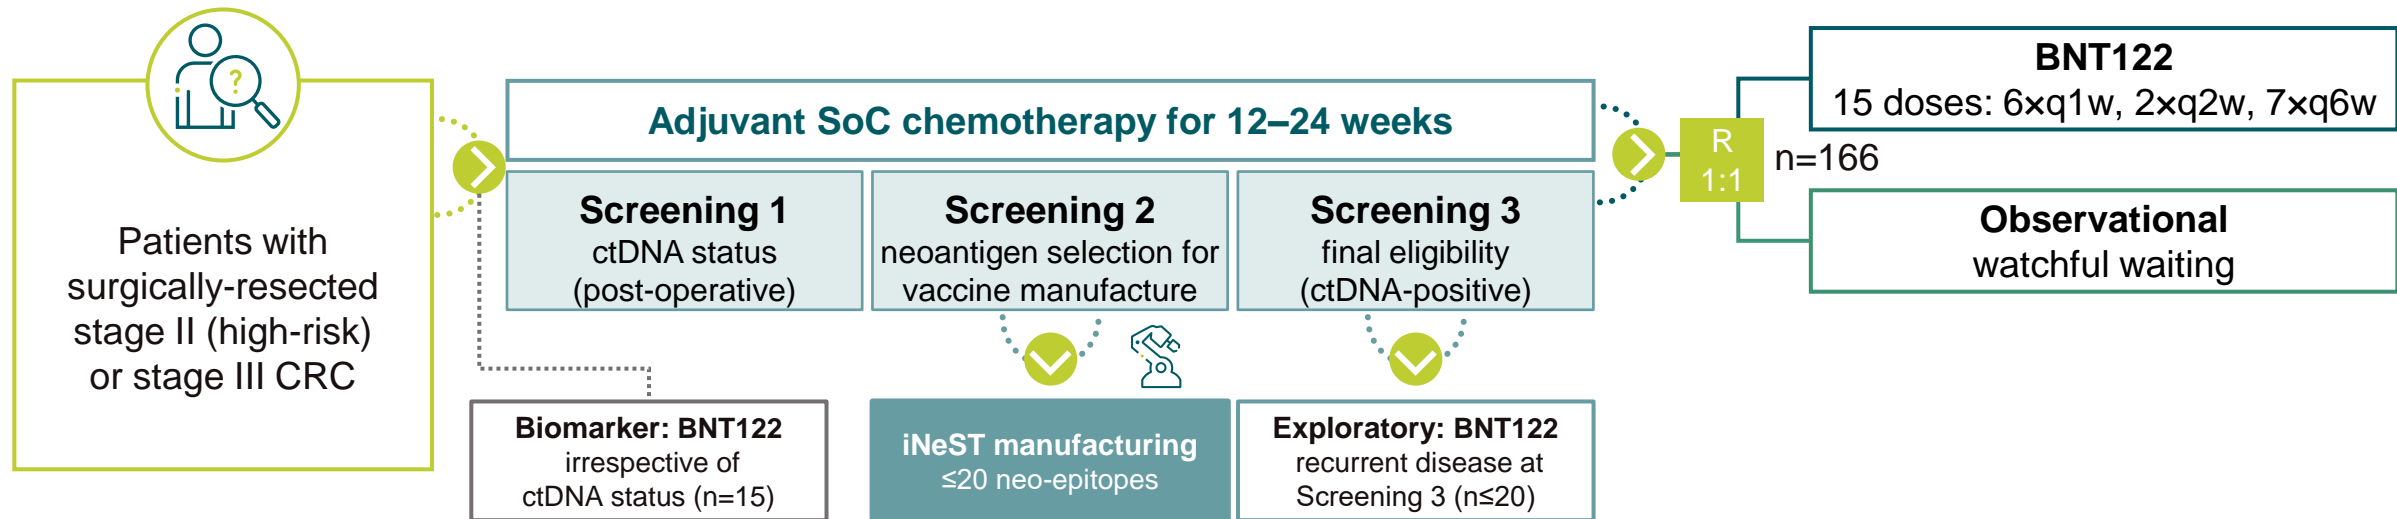 ?
Patients with
surgically-resected
stage II (high-risk)
or stage III CRC
Adjuvant SoC chemotherapy for 12–24 weeks
Screening 1
ctDNA status
(post-operative)
Screening 2
neoantigen selection for
vaccine manufacture
Screening 3
final eligibility
(ctDNA-positive)
Biomarker: BNT122
irrespective of
ctDNA status (n=15)
iNeST manufacturing
≤20 neo-epitopes
Exploratory: BNT122
recurrent disease at
Screening 3 (n≤20)
R
1:1
n=166
BNT122
15 doses: 6×q1w, 2×q2w, 7×q6w
Observational
watchful waiting